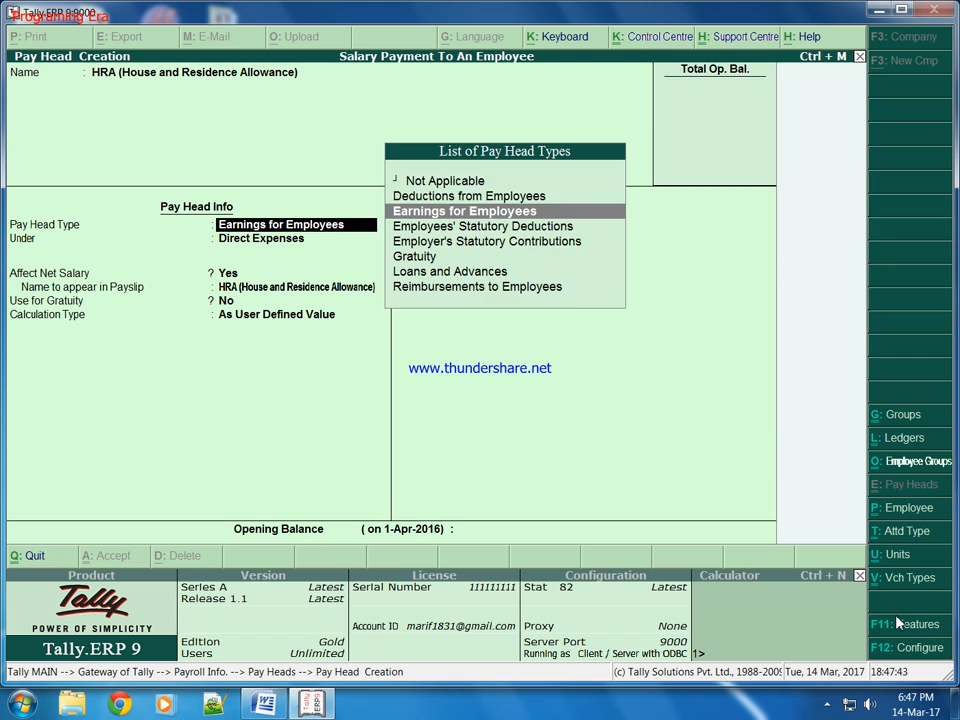 Tally.ERP 9:9000
Programing Era
P: Print E: Export M: E-Mail O: Upload G: Language K: Keyboard K: Control Centre H: Support Centre H: Help F3: Company
Pay Head Creation Salary Payment To An Employee Ctrl + M F3: New Cmp
Name : HRA (House and Residence Allowance) Total Op. Bal.
List of Pay Head Types
Not Applicable
Deductions from Employees
Earnings for Employees
Employees' Statutory Deductions
Employer's Statutory Contributions
Gratuity
Loans and Advances
Reimbursements to Employees
Pay Head Info
Pay Head Type : Earnings for Employees
Under : Direct Expenses
Affect Net Salary ? Yes
Name to appear in Payslip : HRA (House and Residence Allowance)
Use for Gratuity ? No
Calculation Type : As User Defined Value
www.thundershare.net
G: Groups
L: Ledgers
O: Employee Groups
E: Pay Heads
P: Employee
T: Attd Type
U: Units
V: Vch Types
F11: Features
F12: Configure
Opening Balance ( on 1-Apr-2016) :
Q: Quit A: Accept D: Delete
Product Version License Configuration Calculator Ctrl + N
Tally
POWER OF SIMPLICITY
Tally.ERP 9
Series A Latest
Release 1.1 Latest
Edition Gold
Users Unlimited
Serial Number 111111111
Account ID marif1831@gmail.com
Stat 82 Latest
Proxy None
Server Port 9000
Running as Client / Server with ODBC
1>
Tally MAIN --> Gateway of Tally --> Payroll Info. --> Pay Heads --> Pay Head Creation (c) Tally Solutions Pvt. Ltd., 1988-2009 Tue, 14 Mar, 2017 18:47:43
6:47 PM
14-Mar-17